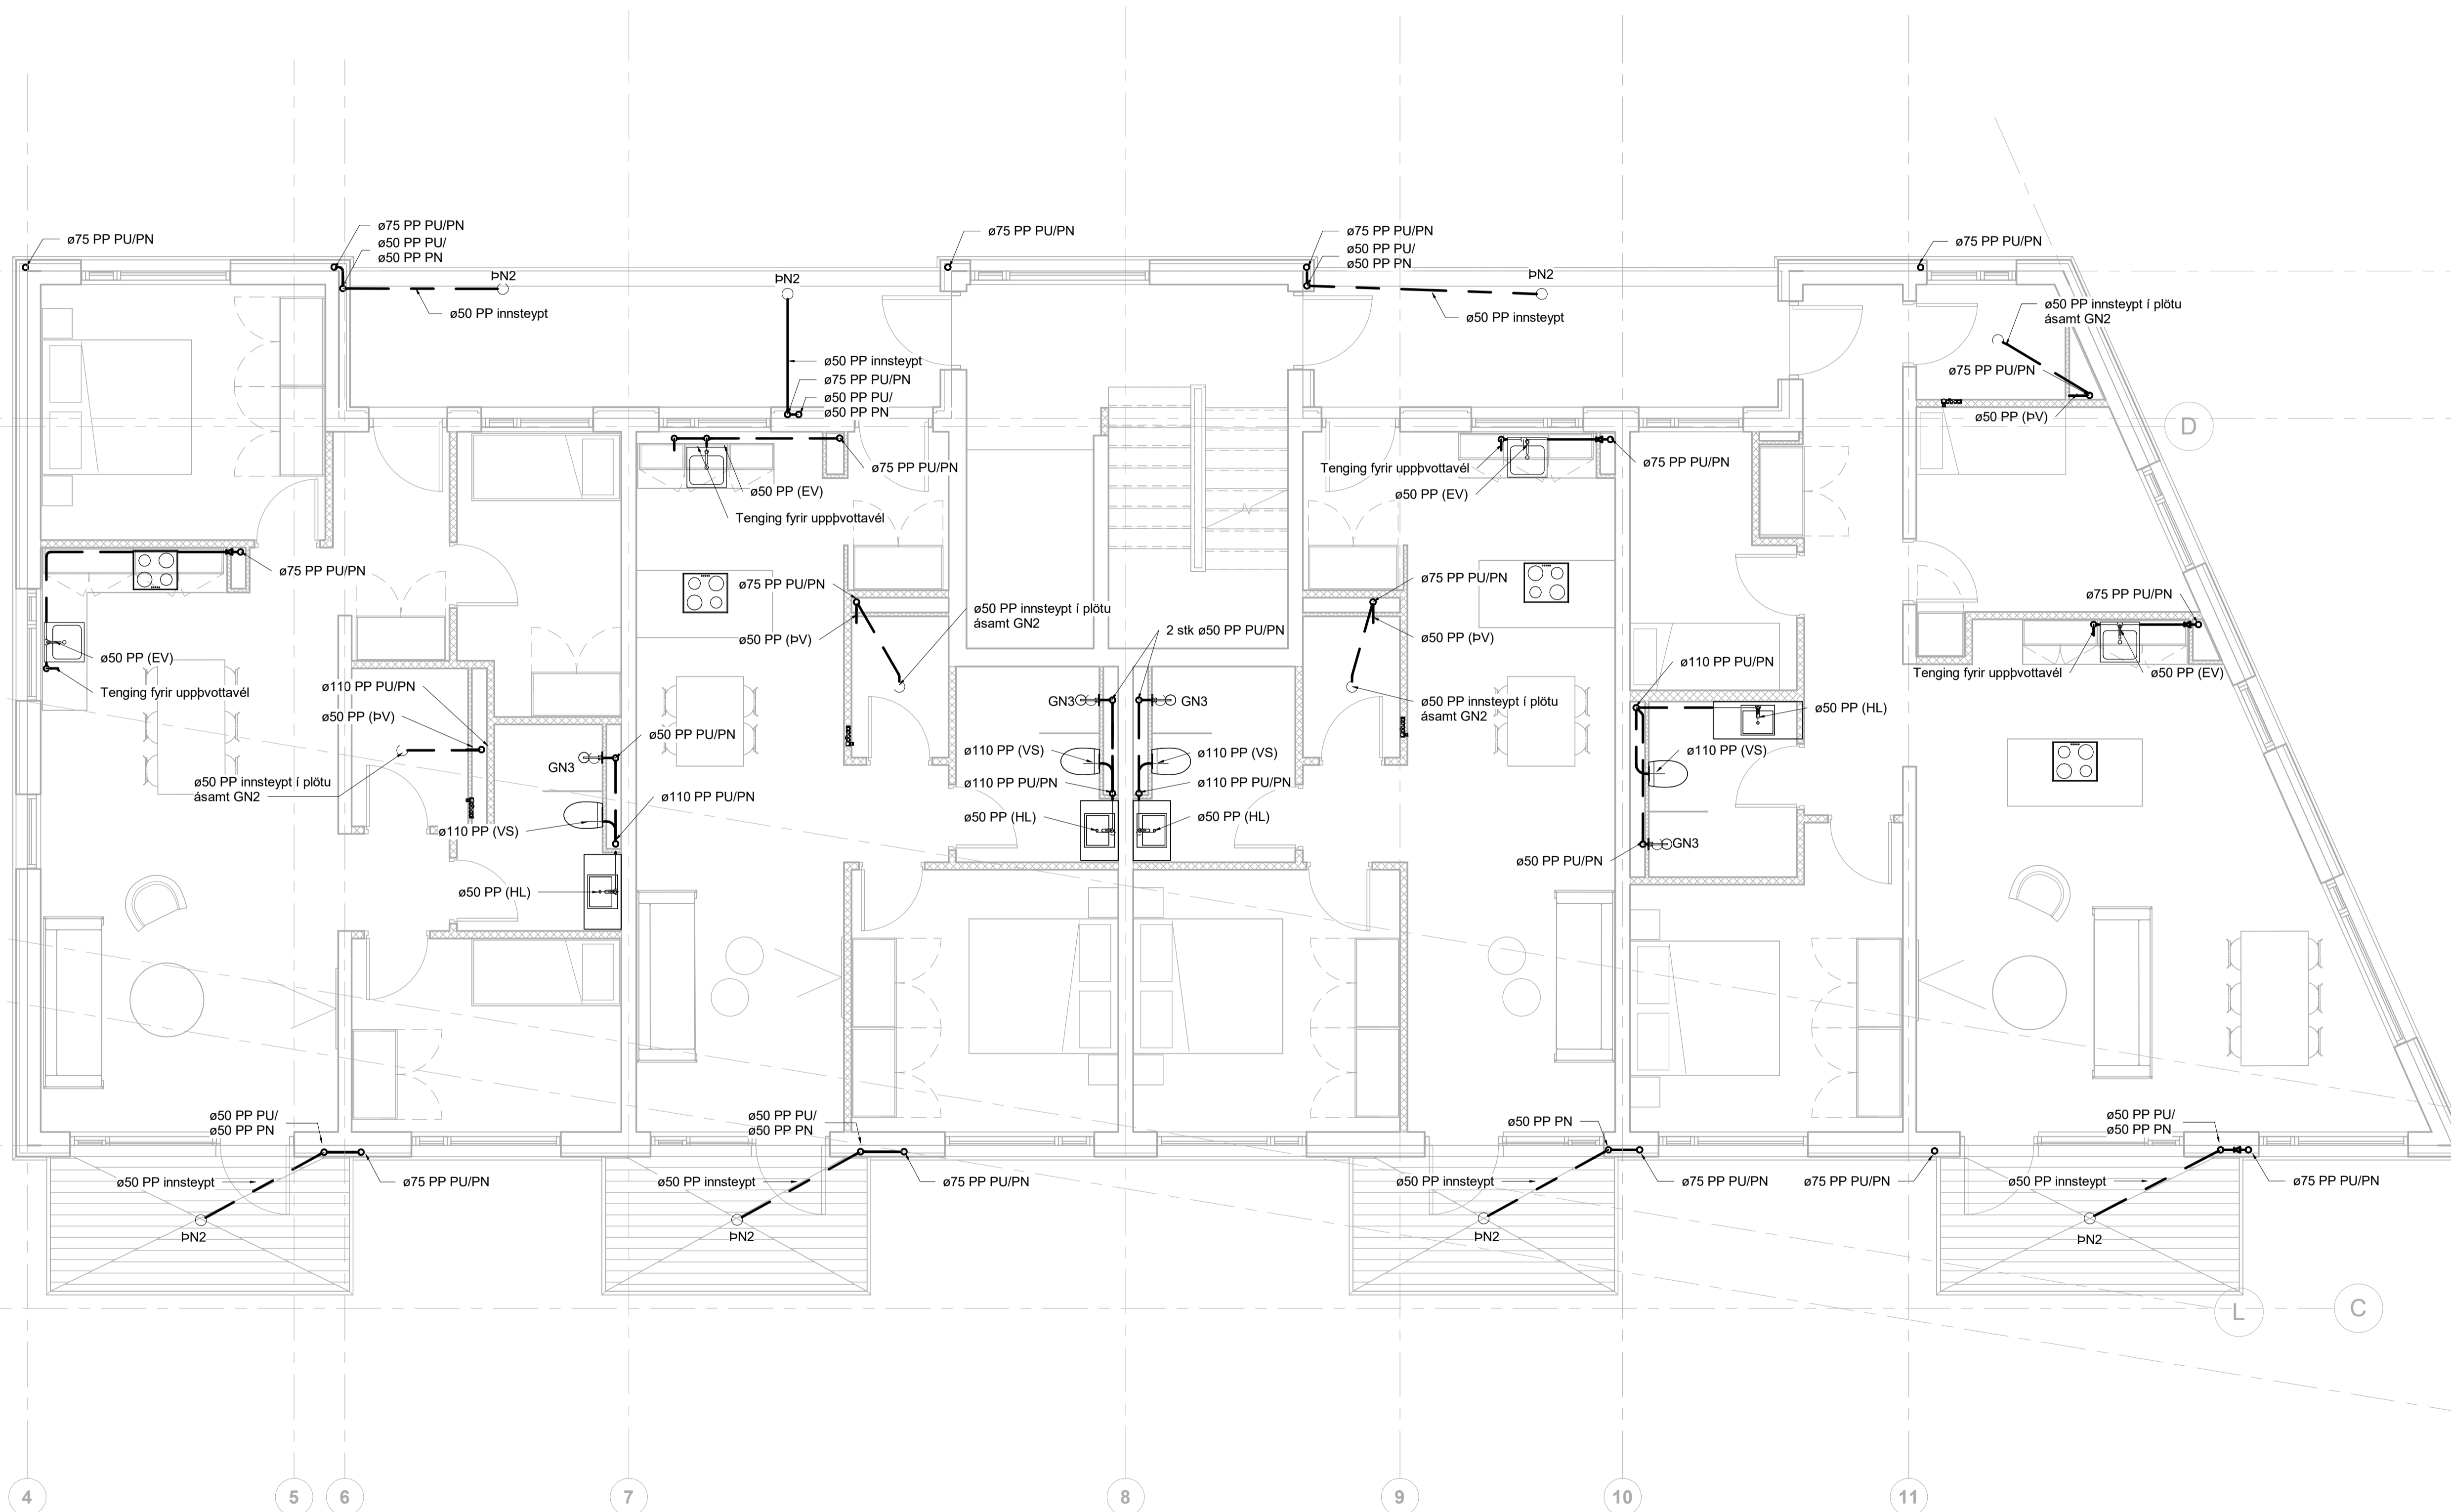 ø75 PP PU/PN
ø75 PP PU/PN
ø50 PP PU/
ø50 PP PN
ÞN2
ø50 PP innsteypt
ÞN2
ø50 PP innsteypt
ø75 PP PU/PN
ø50 PP PU/
ø50 PP PN
ø75 PP PU/PN
ø75 PP PU/PN
ø50 PP PU/
ø50 PP PN
ÞN2
ø50 PP innsteypt
ø75 PP PU/PN
ø50 PP innsteypt í plötu
ásamt GN2
ø75 PP PU/PN
ø50 PP (ÞV)
D
ø75 PP PU/PN
ø50 PP (EV)
Tenging fyrir uppþvottavél
Tenging fyrir uppþvottavél
ø50 PP (EV)
ø75 PP PU/PN
ø75 PP PU/PN
ø50 PP (EV)
Tenging fyrir uppþvottavél
ø75 PP PU/PN
ø50 PP (ÞV)
ø50 PP innsteypt í plötu
ásamt GN2
2 stk ø50 PP PU/PN
ø75 PP PU/PN
ø50 PP (ÞV)
ø50 PP innsteypt í plötu
ásamt GN2
ø75 PP PU/PN
Tenging fyrir uppþvottavél
ø50 PP (EV)
ø110 PP PU/PN
ø50 PP (ÞV)
ø50 PP innsteypt í plötu
ásamt GN2
ø50 PP PU/PN
GN3
ø110 PP PU/PN
ø110 PP (VS)
ø50 PP (HL)
GN3
GN3
ø110 PP (VS)
ø110 PP (VS)
ø110 PP PU/PN
ø110 PP PU/PN
ø50 PP (HL)
ø50 PP (HL)
ø110 PP PU/PN
ø50 PP (HL)
ø110 PP (VS)
GN3
ø50 PP PU/PN
ø50 PP PU/
ø50 PP PN
ø50 PP innsteypt
ø75 PP PU/PN
ÞN2
ø50 PP PU/
ø50 PP PN
ø50 PP innsteypt
ø75 PP PU/PN
ÞN2
ø50 PP PN
ø50 PP innsteypt
ø75 PP PU/PN
ÞN2
ø75 PP PU/PN
ø50 PP PU/
ø50 PP PN
ø50 PP innsteypt
ø75 PP PU/PN
ÞN2
L
C
4
5
6
7
8
9
10
11